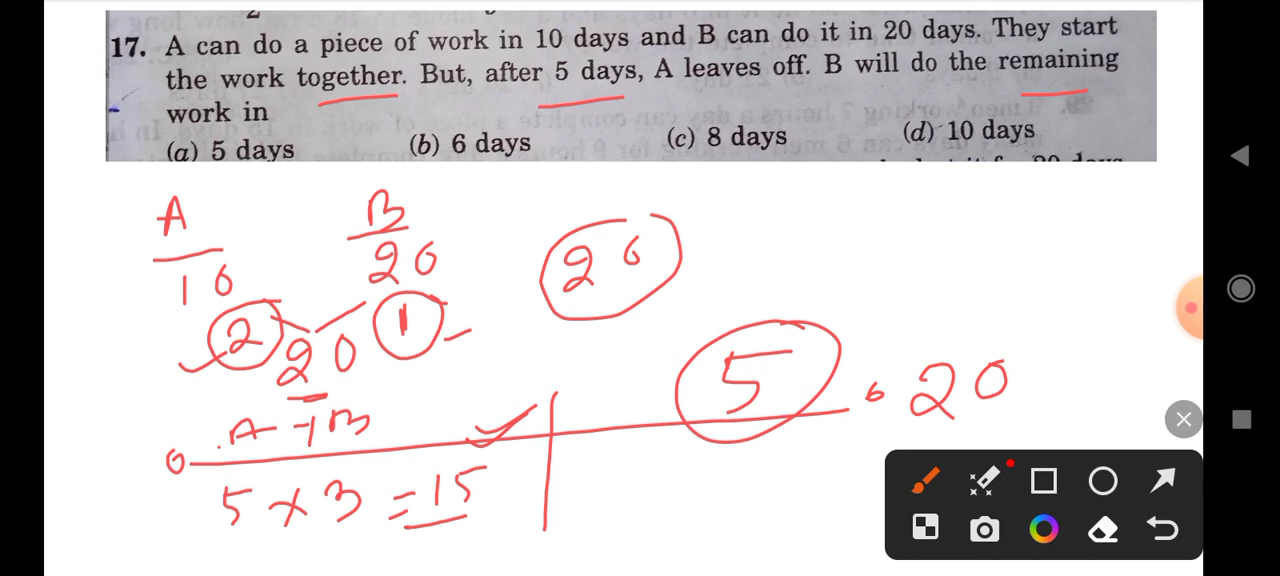 17. A can do a piece of work in 10 days and B can do it in 20 days. They start
the work together. But, after 5 days, A leaves off. B will do the remaining
work in
(a) 5 days (b) 6 days (c) 8 days (d) 10 days
A B
10 20 20
2 20 1
5 20
A+B
0
5 x 3 = 15